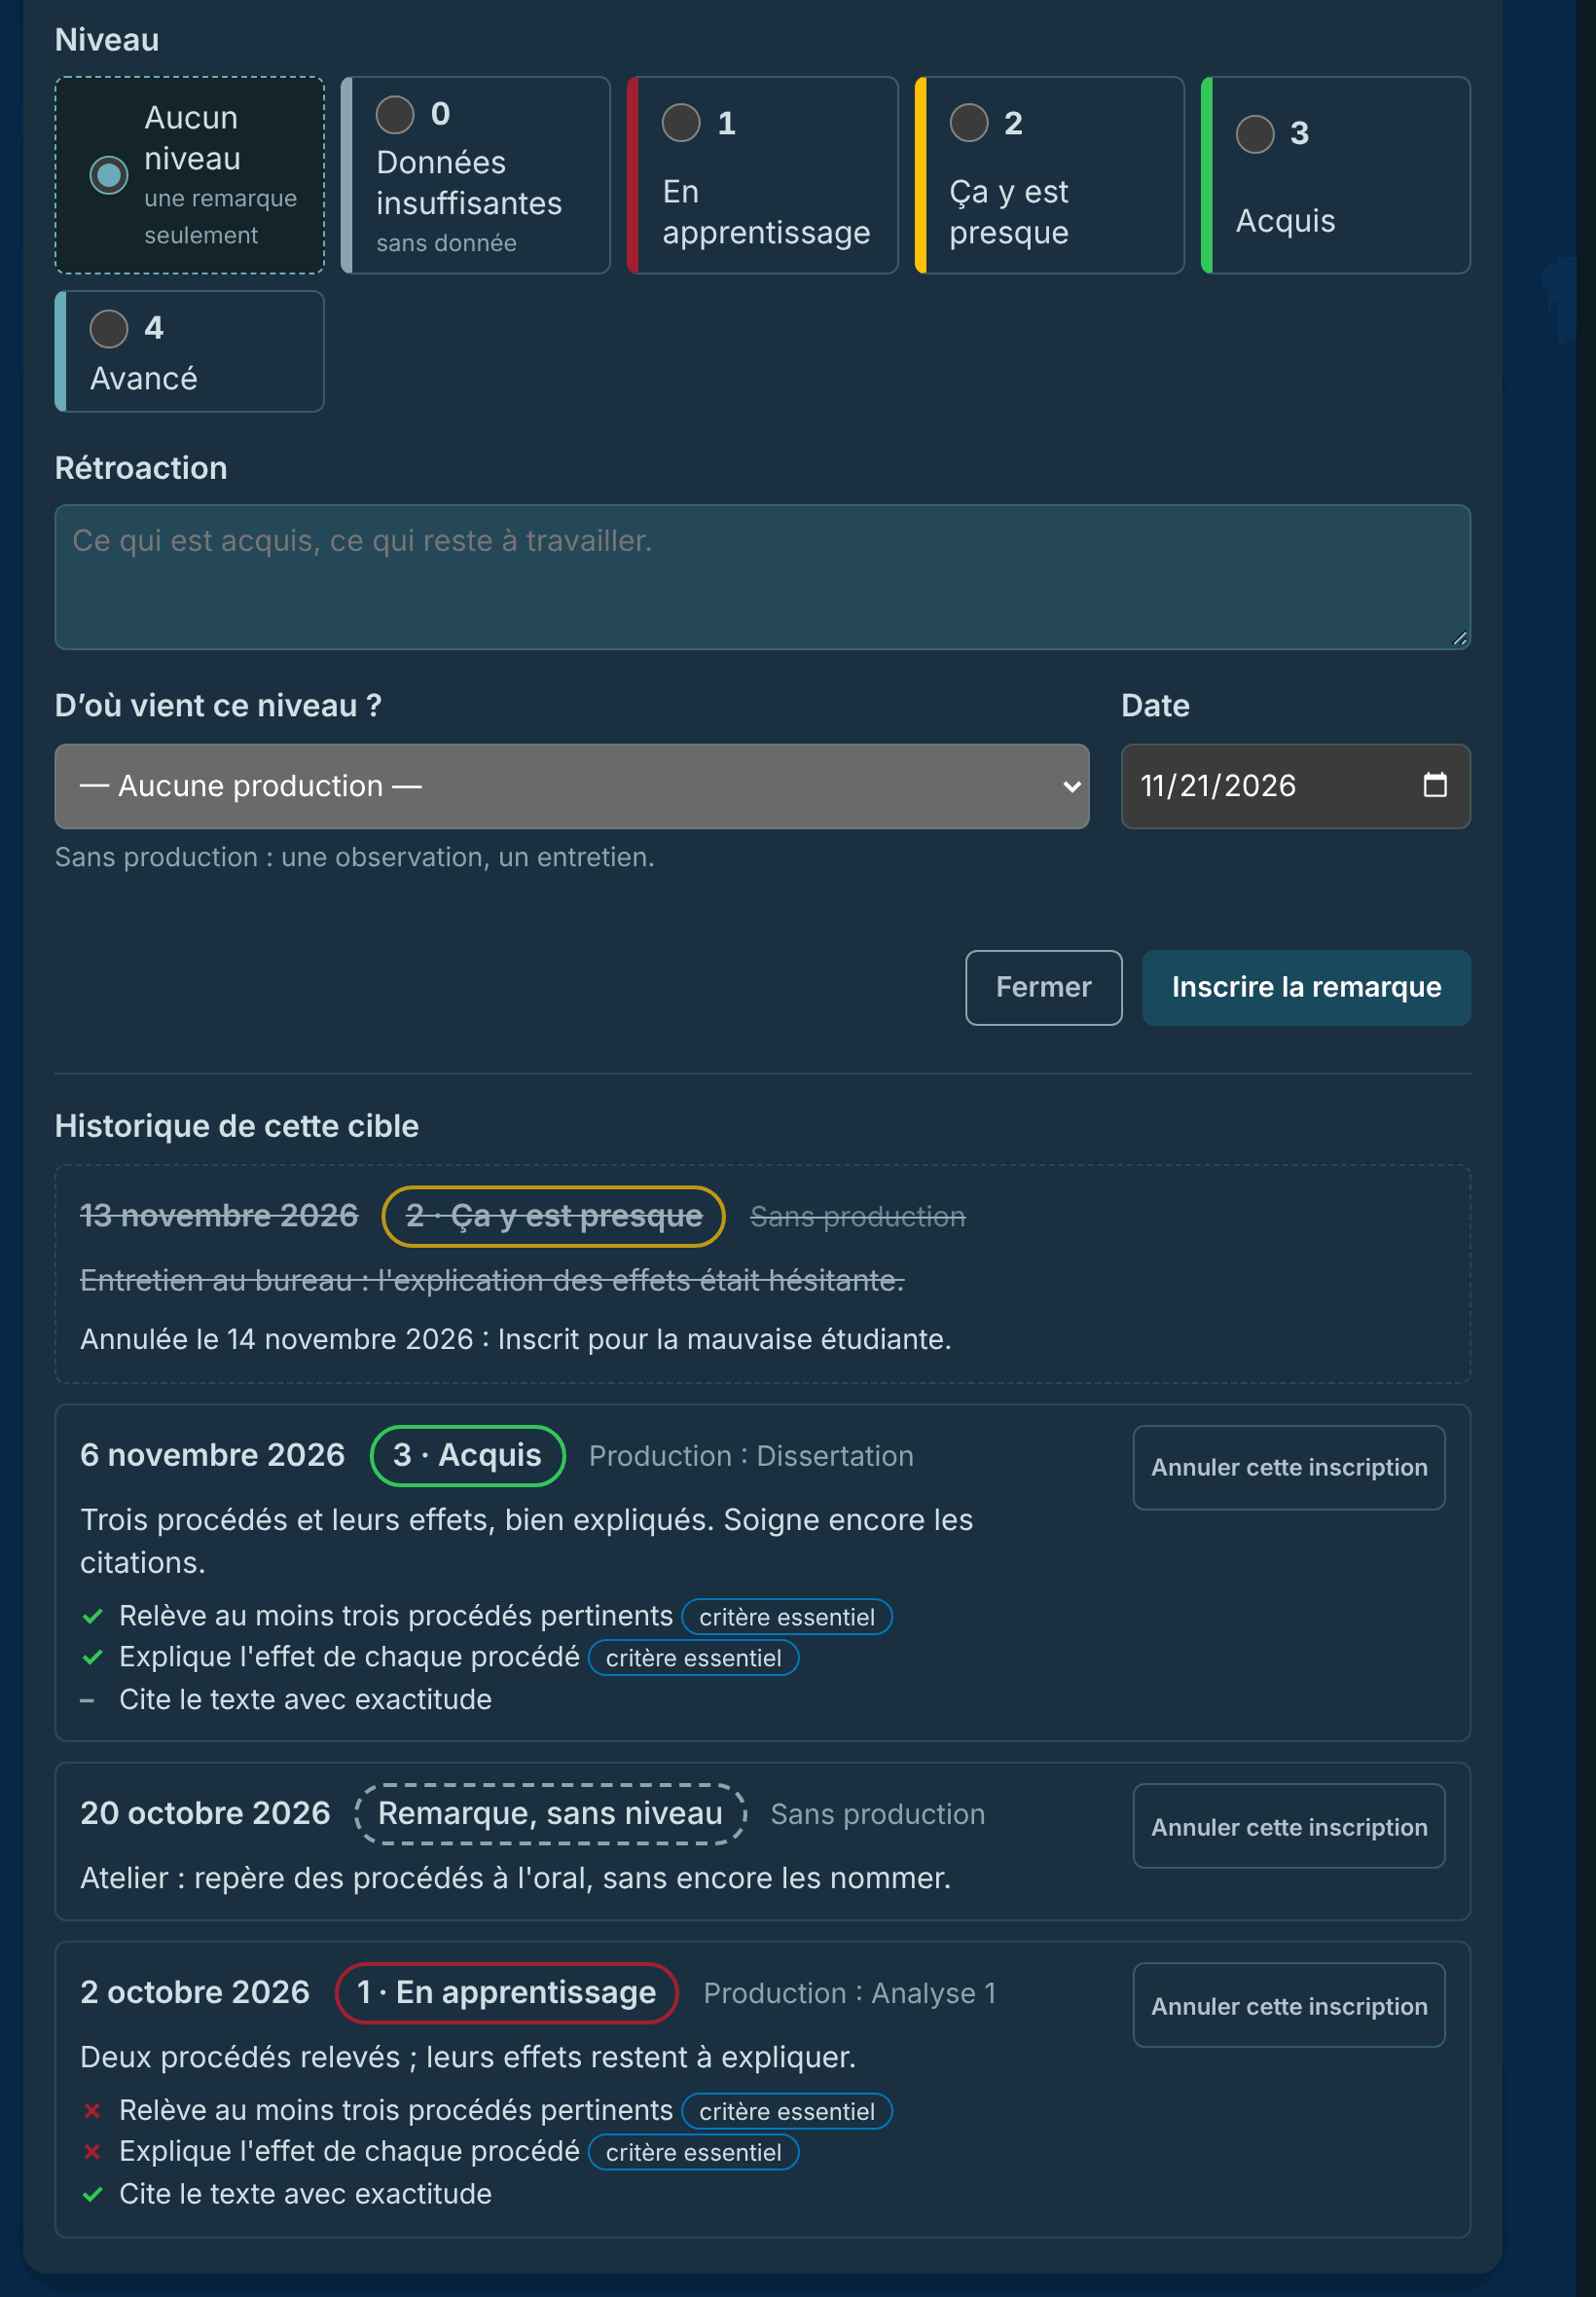 Niveau
Aucun
niveau
une remarque
seulement
0
Données
insuffisantes
sans donnée
1
En
apprentissage
2
Ça y est
presque
3
Acquis
4
Avancé
Rétroaction
Ce qui est acquis, ce qui reste à travailler.
D’où vient ce niveau ?
— Aucune production —
Sans production : une observation, un entretien.
Date
11/21/2026
Fermer
Inscrire la remarque
Historique de cette cible
13 novembre 2026 2 · Ça y est presque Sans production
Entretien au bureau : l'explication des effets était hésitante.
Annulée le 14 novembre 2026 : Inscrit pour la mauvaise étudiante.
6 novembre 2026 3 · Acquis Production : Dissertation
Annuler cette inscription
Trois procédés et leurs effets, bien expliqués. Soigne encore les
citations.
✓ Relève au moins trois procédés pertinents critère essentiel
✓ Explique l'effet de chaque procédé critère essentiel
– Cite le texte avec exactitude
20 octobre 2026 Remarque, sans niveau Sans production
Annuler cette inscription
Atelier : repère des procédés à l'oral, sans encore les nommer.
2 octobre 2026 1 · En apprentissage Production : Analyse 1
Annuler cette inscription
Deux procédés relevés ; leurs effets restent à expliquer.
× Relève au moins trois procédés pertinents critère essentiel
× Explique l'effet de chaque procédé critère essentiel
✓ Cite le texte avec exactitude